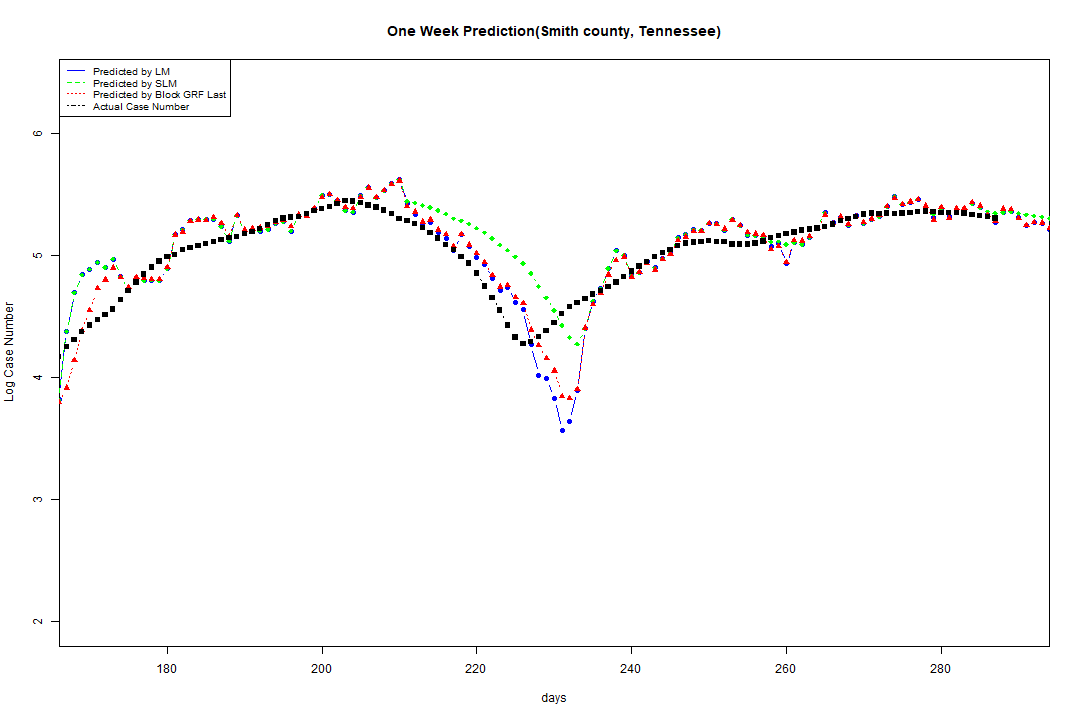 One Week Prediction(Smith county, Tennessee)
Predicted by LM
Predicted by SLM
Predicted by Block GRF Last
Actual Case Number
6
5
4
3
2
Log Case Number
180 200 220 240 260 280
days